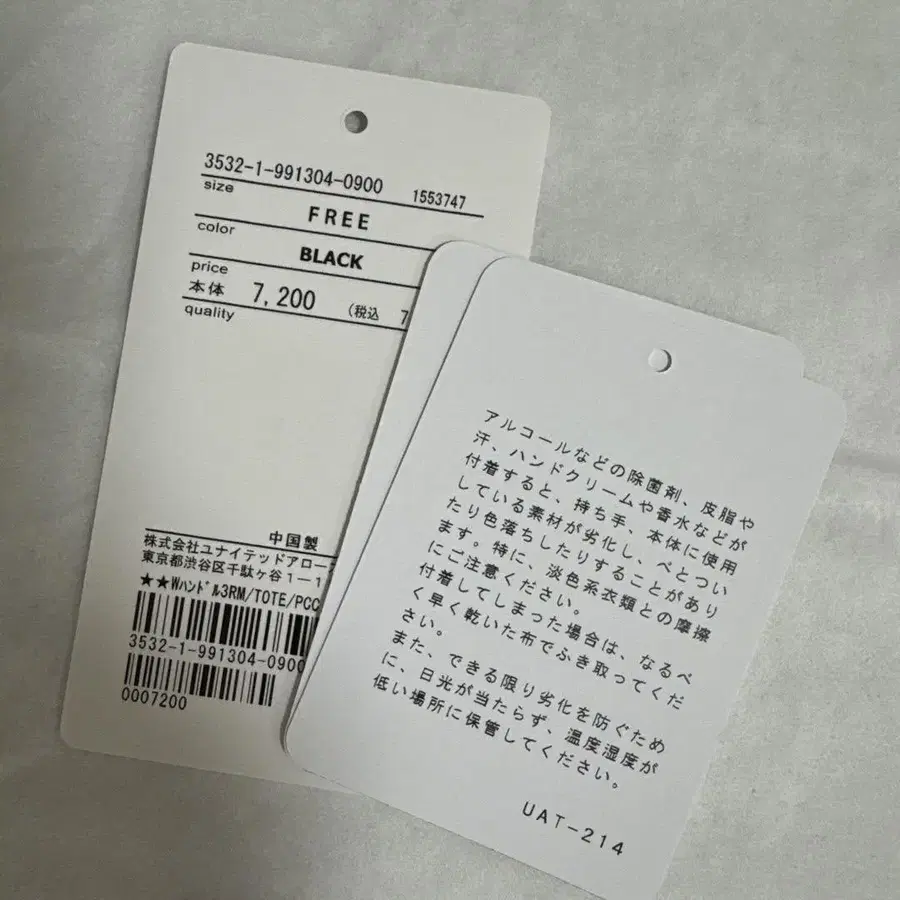 3532-1-991304-0900 1553747
size
FREE
color
BLACK
price
本体 7,200 (税込 7
quality
中国製
株式会社ユナイテッドアロー
東京都渋谷区千駄ヶ谷1-1
★★Wﾊﾝﾄﾞﾙ3RM/TOTE/PCC
3532-1-991304-0900
0007200
アルコールなどの除菌剤、皮脂や
汗、ハンドクリームや香水などが
付着すると、持ち手、本体に使用
している素材が劣化し、べとつい
たり色落ちしたりすることがあり
ます。特に、淡色系衣類との摩擦
にご注意ください。
付着してしまった場合は、なるべ
く早く乾いた布でふき取ってくだ
さい。
また、できる限り劣化を防ぐため
に、日光が当たらず、温度湿度が
低い場所に保管してください。
UAT-214